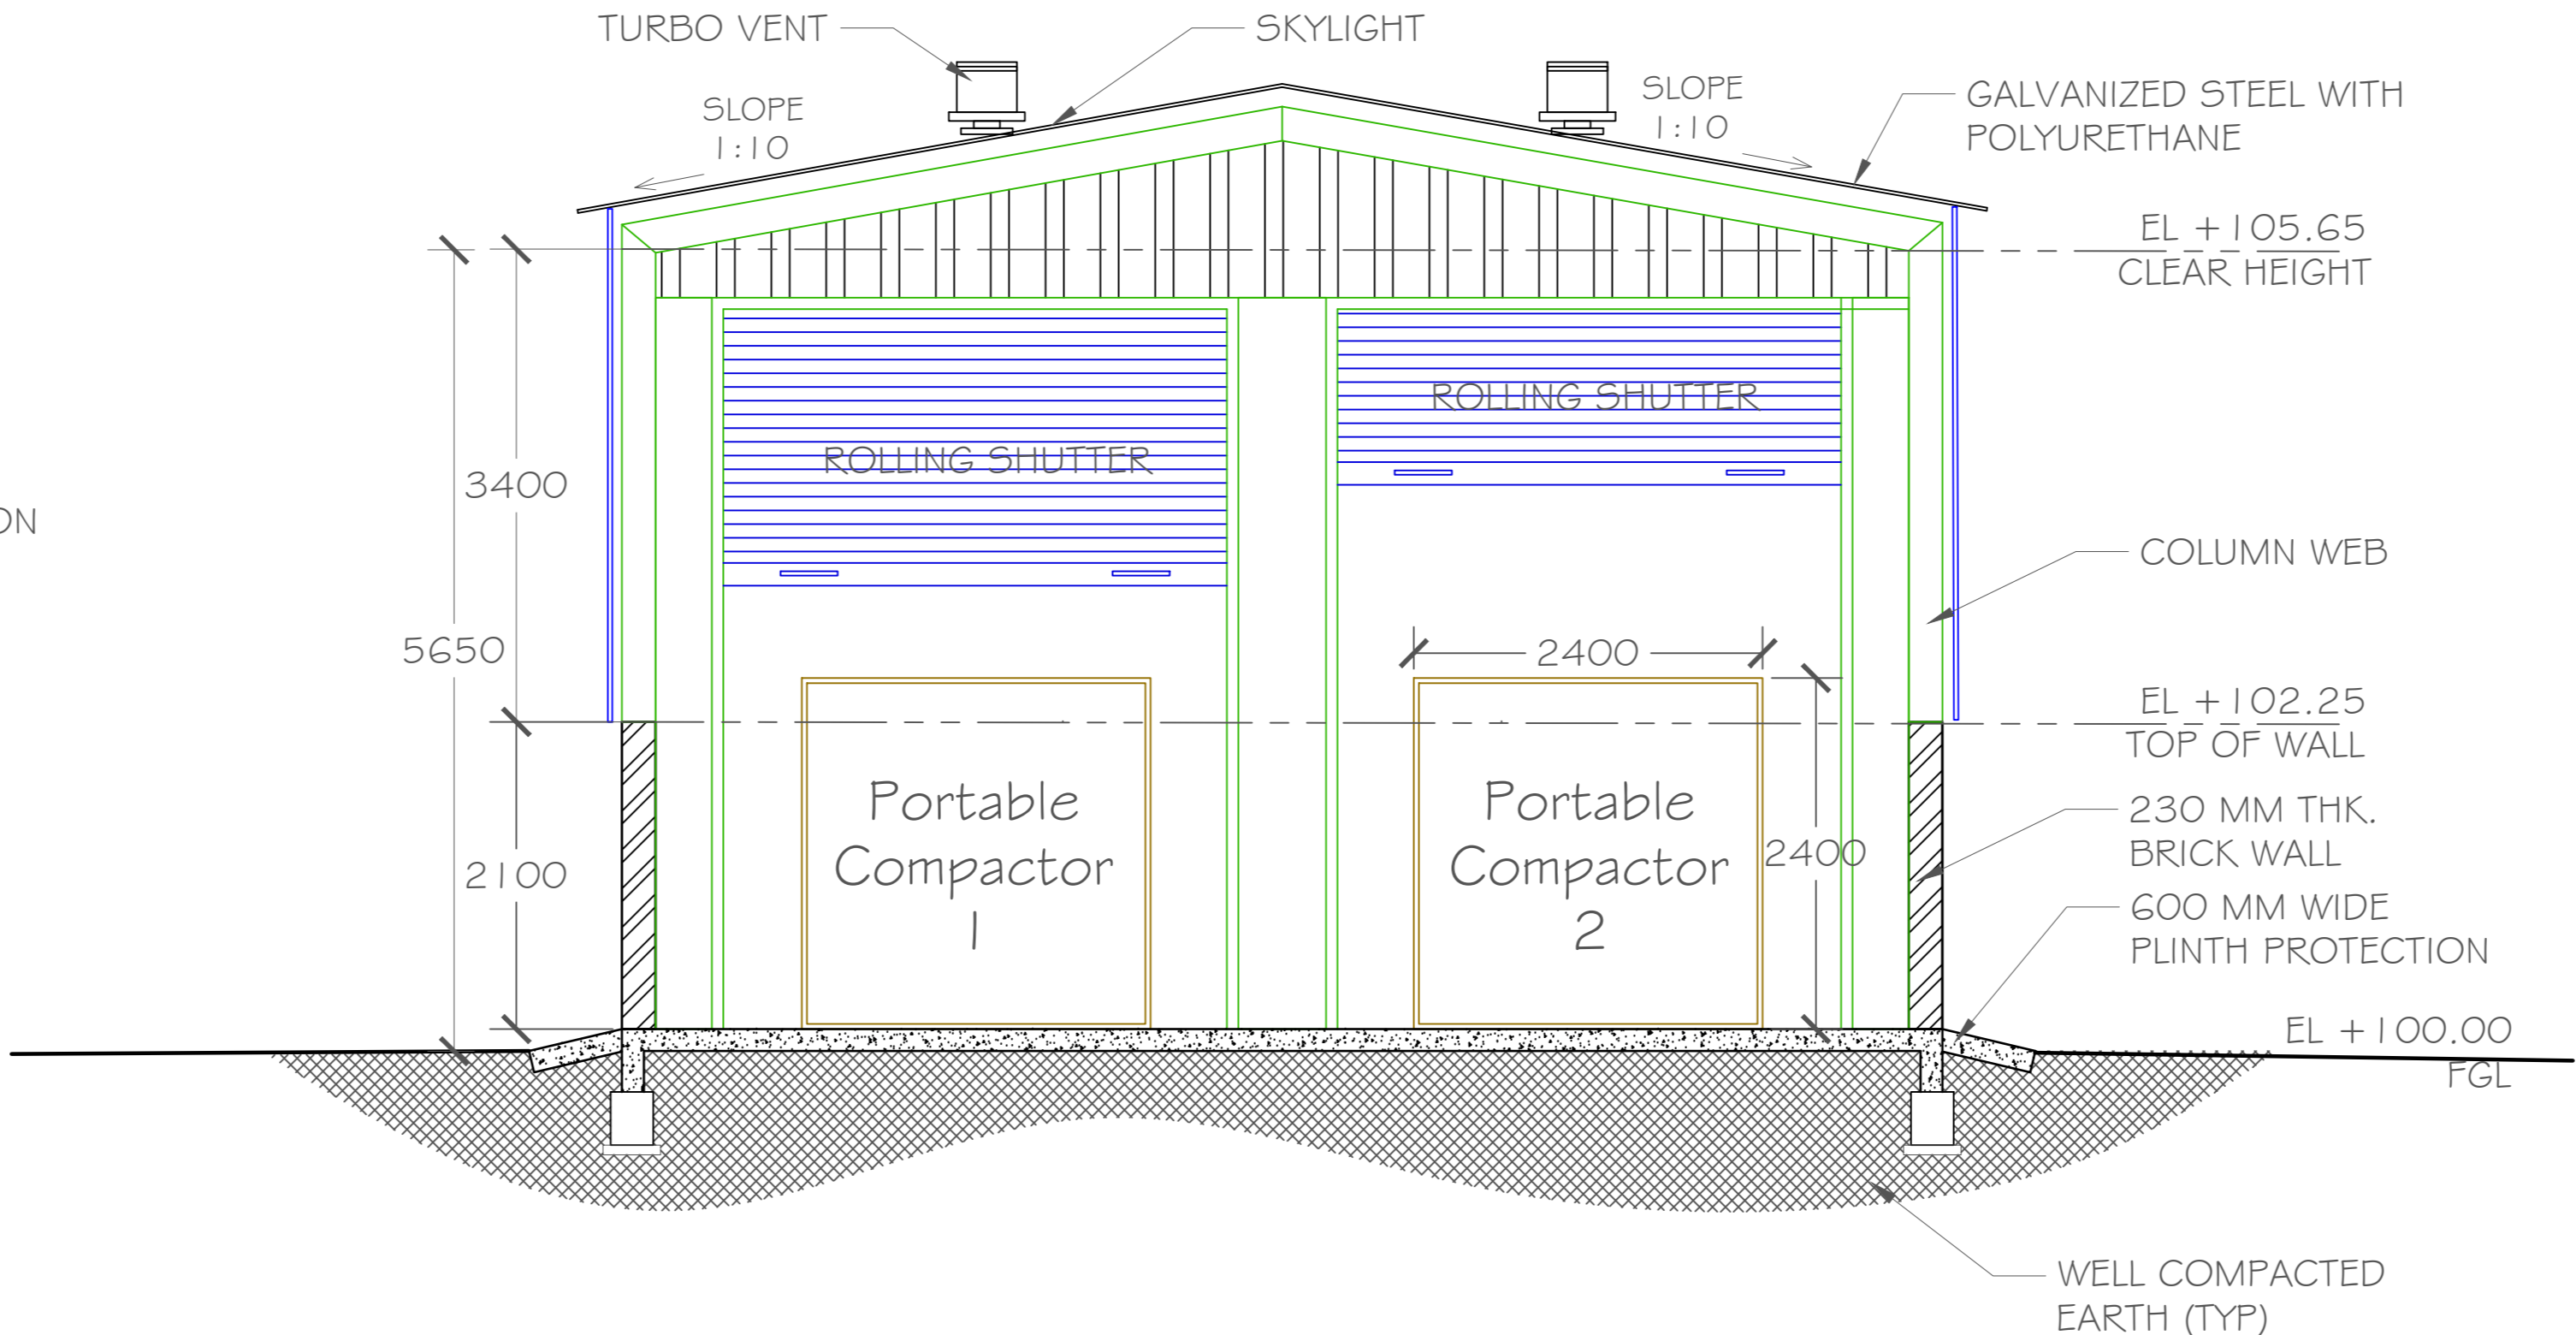 TURBO VENT
SKYLIGHT
SLOPE
1:10
SLOPE
1:10
GALVANIZED STEEL WITH
POLYURETHANE
EL +105.65
CLEAR HEIGHT
ROLLING SHUTTER
ROLLING SHUTTER
3400
ON
COLUMN WEB
5650
2400
EL +102.25
TOP OF WALL
Portable
Compactor
1
Portable
Compactor
2
2400
2100
230 MM THK.
BRICK WALL
600 MM WIDE
PLINTH PROTECTION
EL +100.00
FGL
WELL COMPACTED
EARTH (TYP)